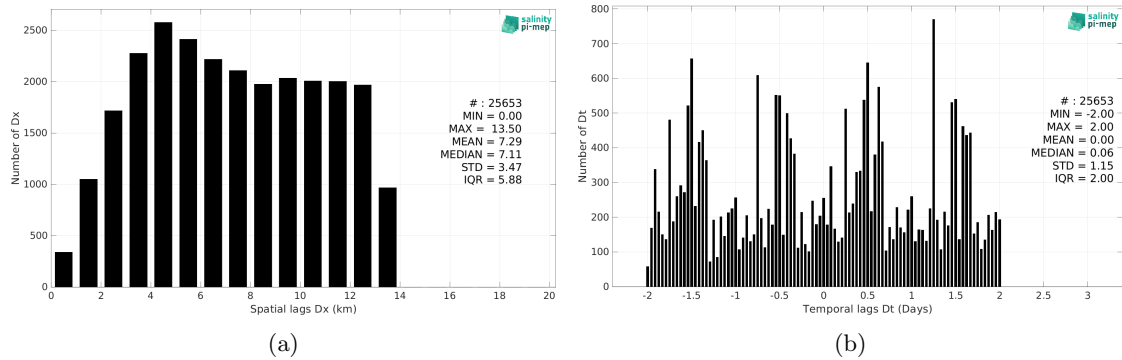 2500
2000
1500
1000
500
0
Number of Dx
0 2 4 6 8 10 12 14 16 18 20
Spatial lags Dx (km)
salinity
pi-mep
# : 25653
MIN = 0.00
MAX = 13.50
MEAN = 7.29
MEDIAN = 7.11
STD = 3.47
IQR = 5.88
(a)
800
700
600
500
400
300
200
100
0
Number of Dt
-2 -1.5 -1 -0.5 0 0.5 1 1.5 2 2.5 3
Temporal lags Dt (Days)
salinity
pi-mep
# : 25653
MIN = -2.00
MAX = 2.00
MEAN = 0.00
MEDIAN = 0.06
STD = 1.15
IQR = 2.00
(b)